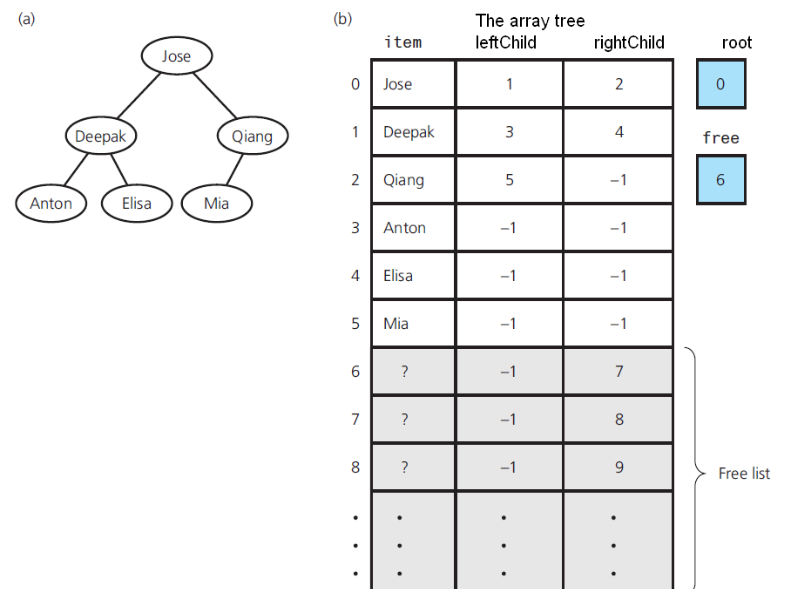 (a)
Jose
Deepak Qiang
Anton Elisa Mia
(b)
The array tree
item leftChild rightChild root
0 Jose 1 2 0
1 Deepak 3 4 free
2 Qiang 5 –1 6
3 Anton –1 –1
4 Elisa –1 –1
5 Mia –1 –1
6 ? –1 7
7 ? –1 8
8 ? –1 9 Free list